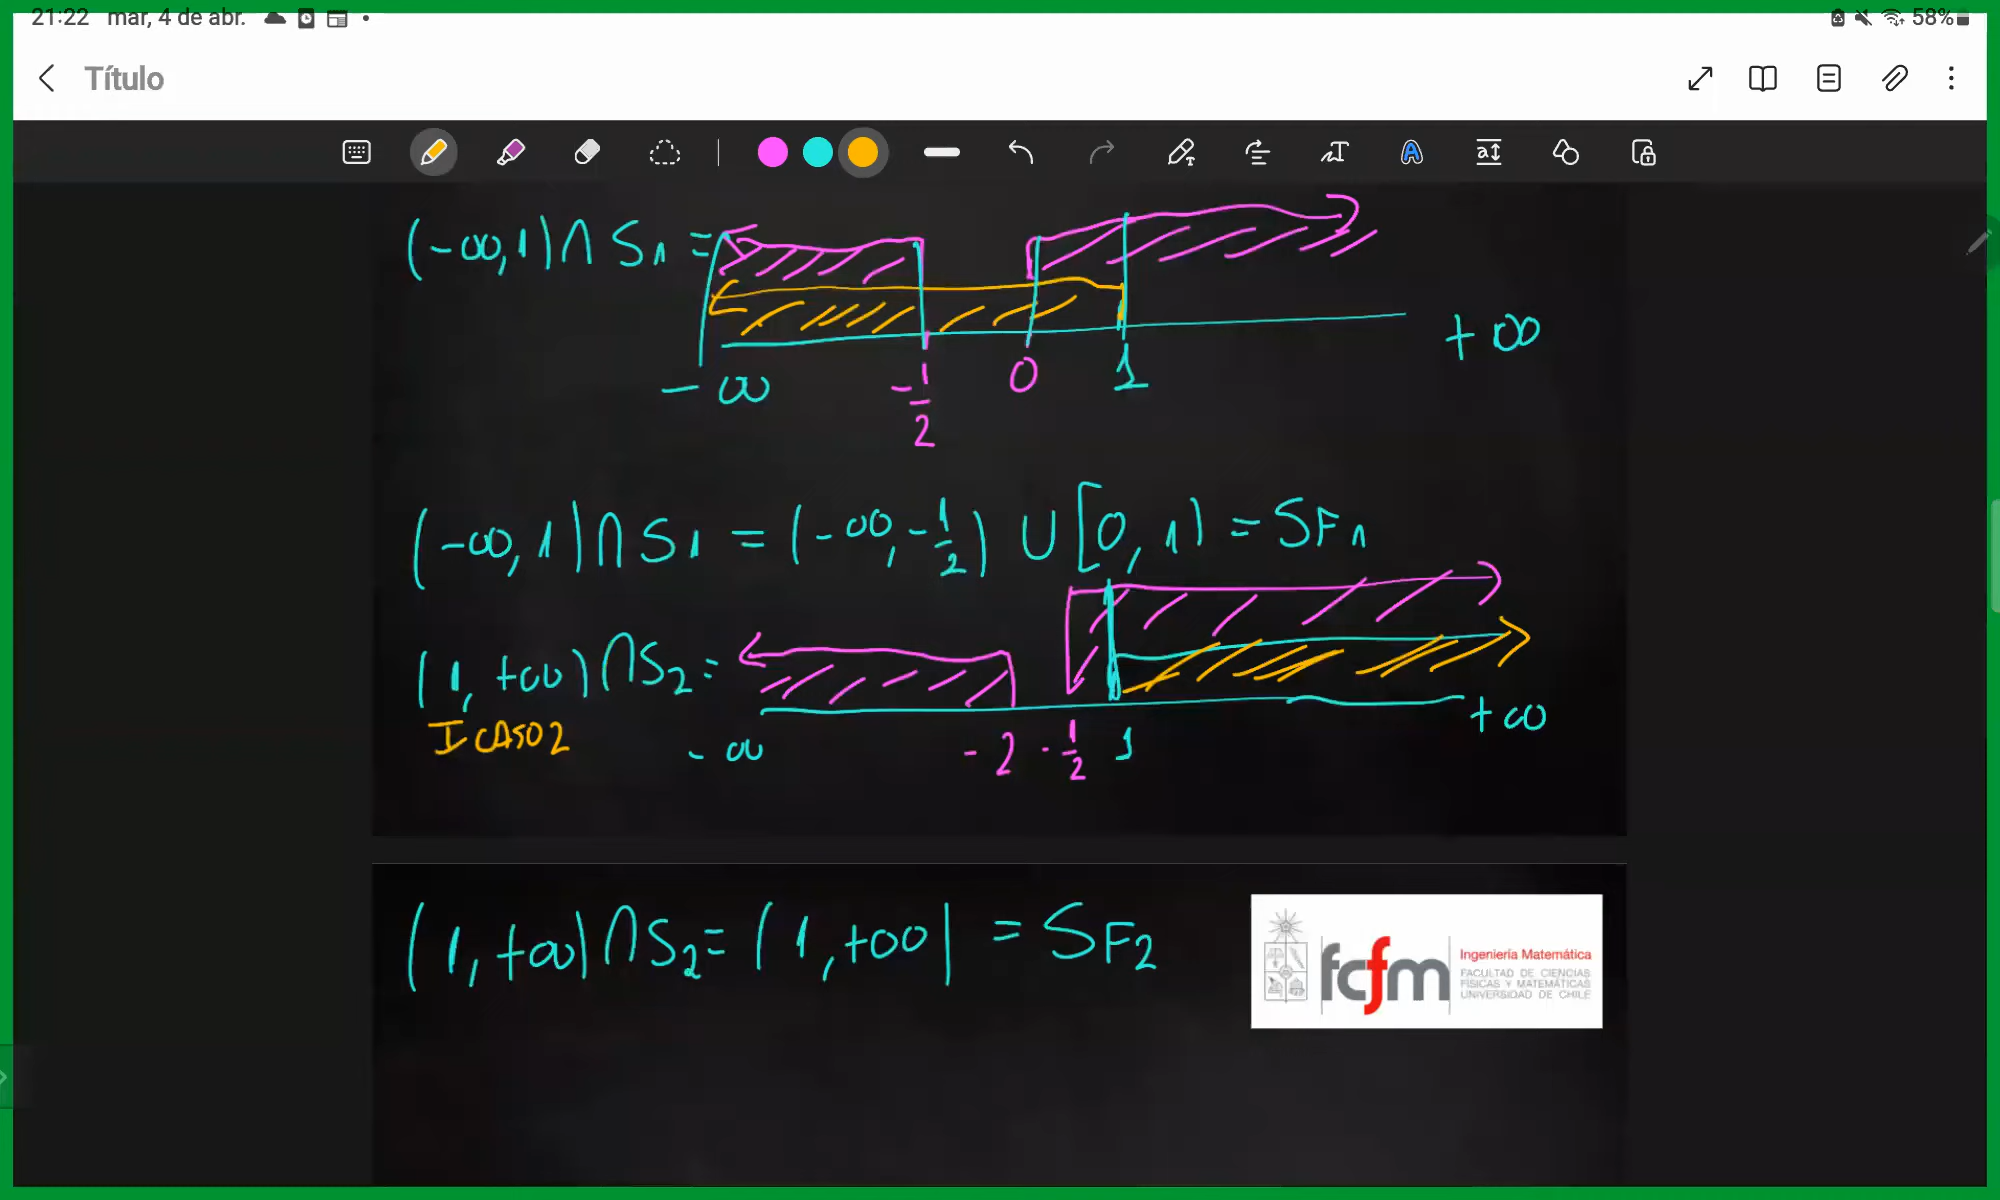 21:22 mar, 4 de abr. 58%
Título
(-∞,1)∩S1 =
-∞ -1/2 0 1 +∞
(-∞,1)∩S1 = (-∞,-1/2) ∪ [0,1) = SF1
(1,+∞)∩S2 =
I CASO 2
-∞ -2 -1/2 1 +∞
(1,+∞)∩S2 = (1,+∞) = SF2
fcfm
Ingeniería Matemática
FACULTAD DE CIENCIAS
FÍSICAS Y MATEMÁTICAS
UNIVERSIDAD DE CHILE